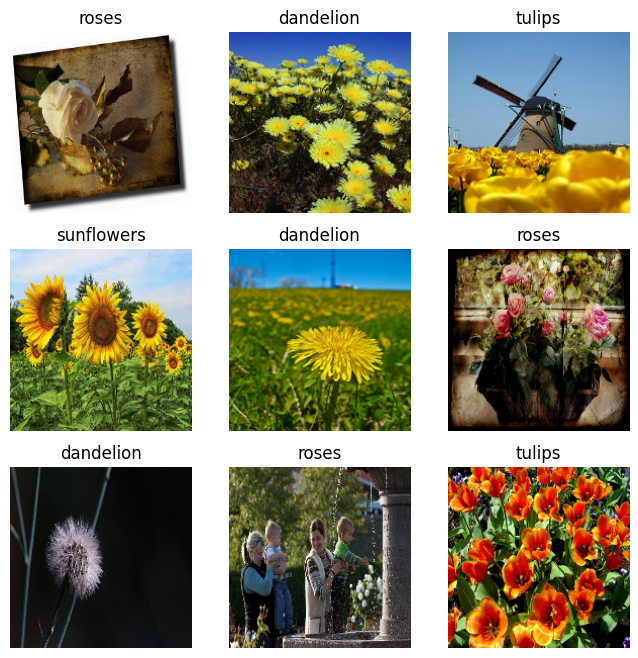 roses
dandelion
tulips
sunflowers
dandelion
roses
dandelion
roses
tulips